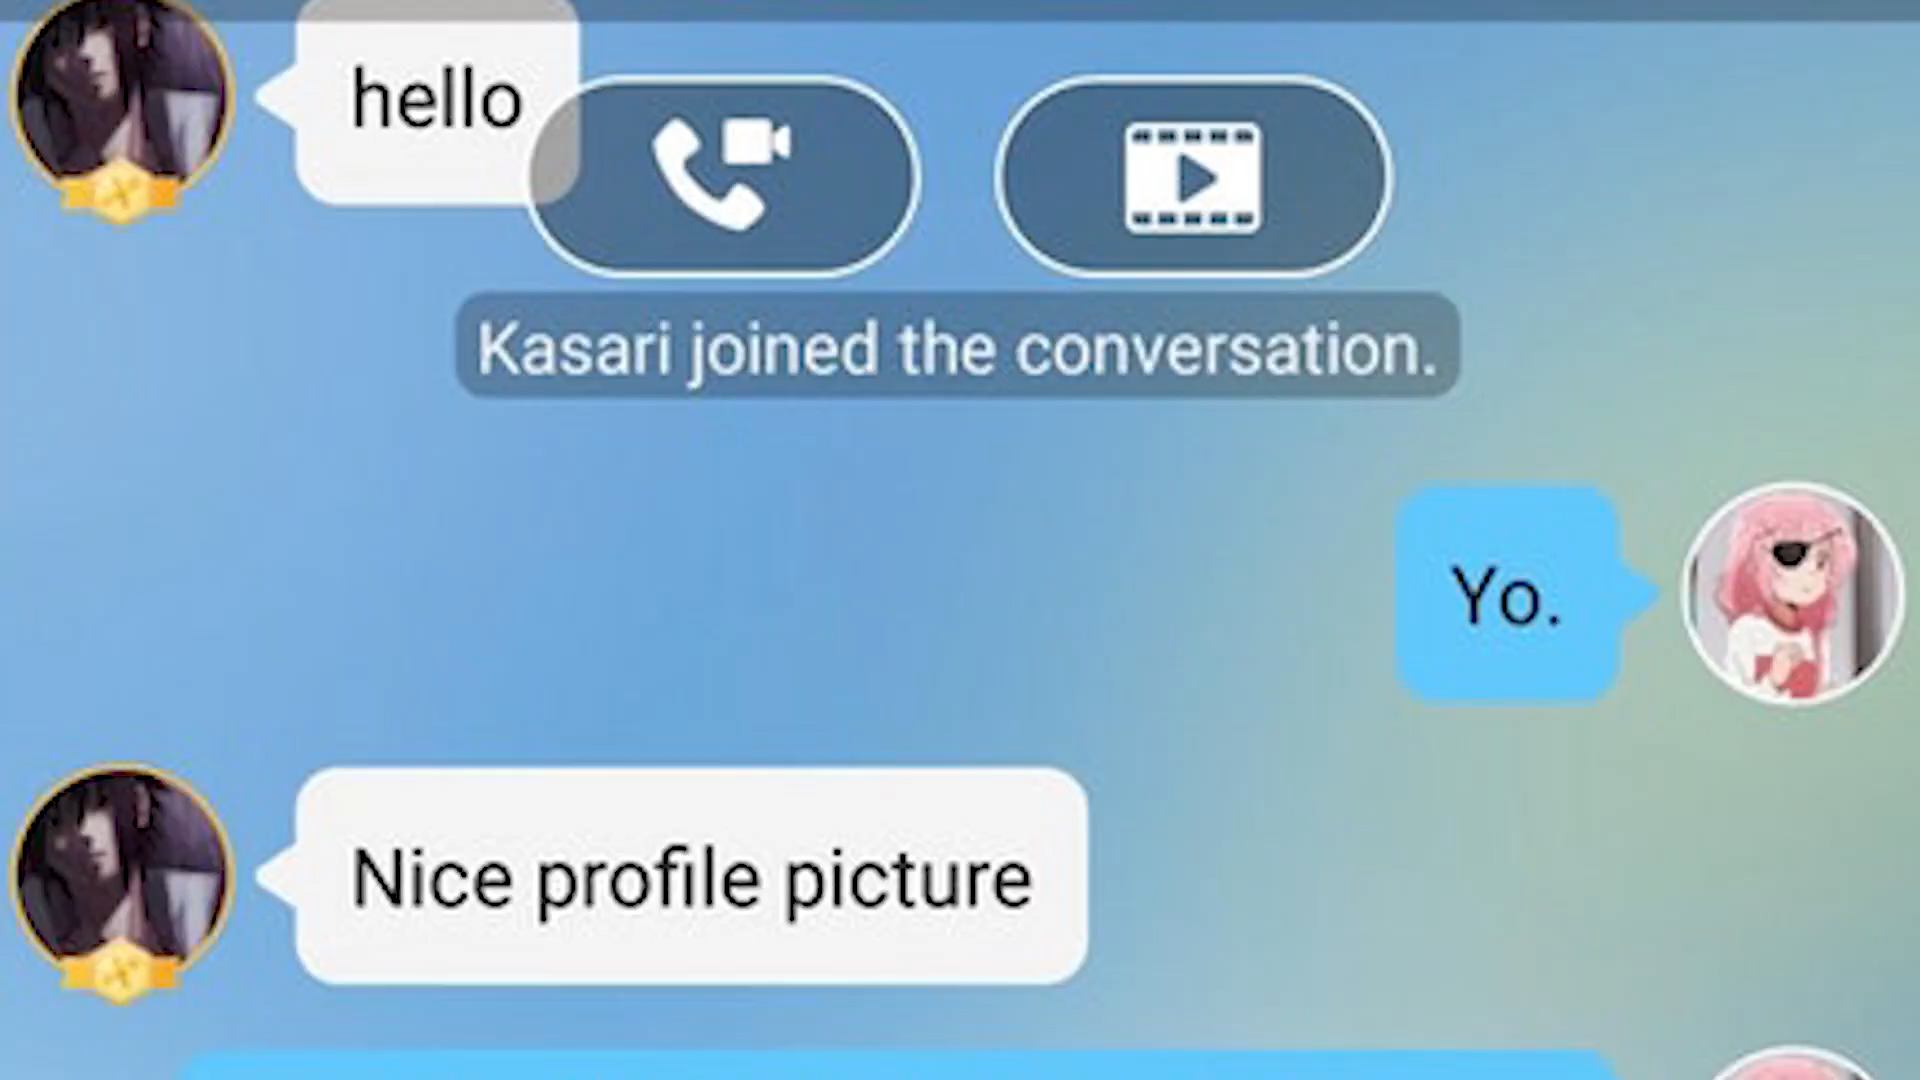 hello
Kasari joined the conversation.
Yo.
Nice profile picture